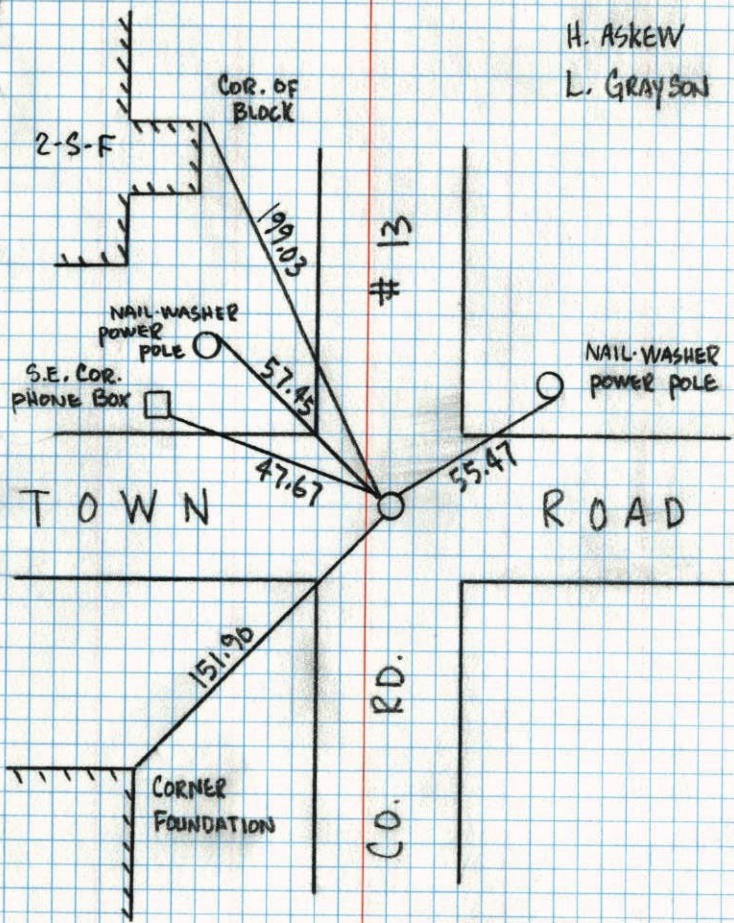 H. ASKEW
L. GRAYSON
COR. OF
BLOCK
2-S-F
199.03
# 13
NAIL-WASHER
POWER
POLE
57.45
S.E. COR.
PHONE BOX
47.67
NAIL-WASHER
POWER POLE
55.47
TOWN ROAD
151.90
CORNER
FOUNDATION
CO. RD.